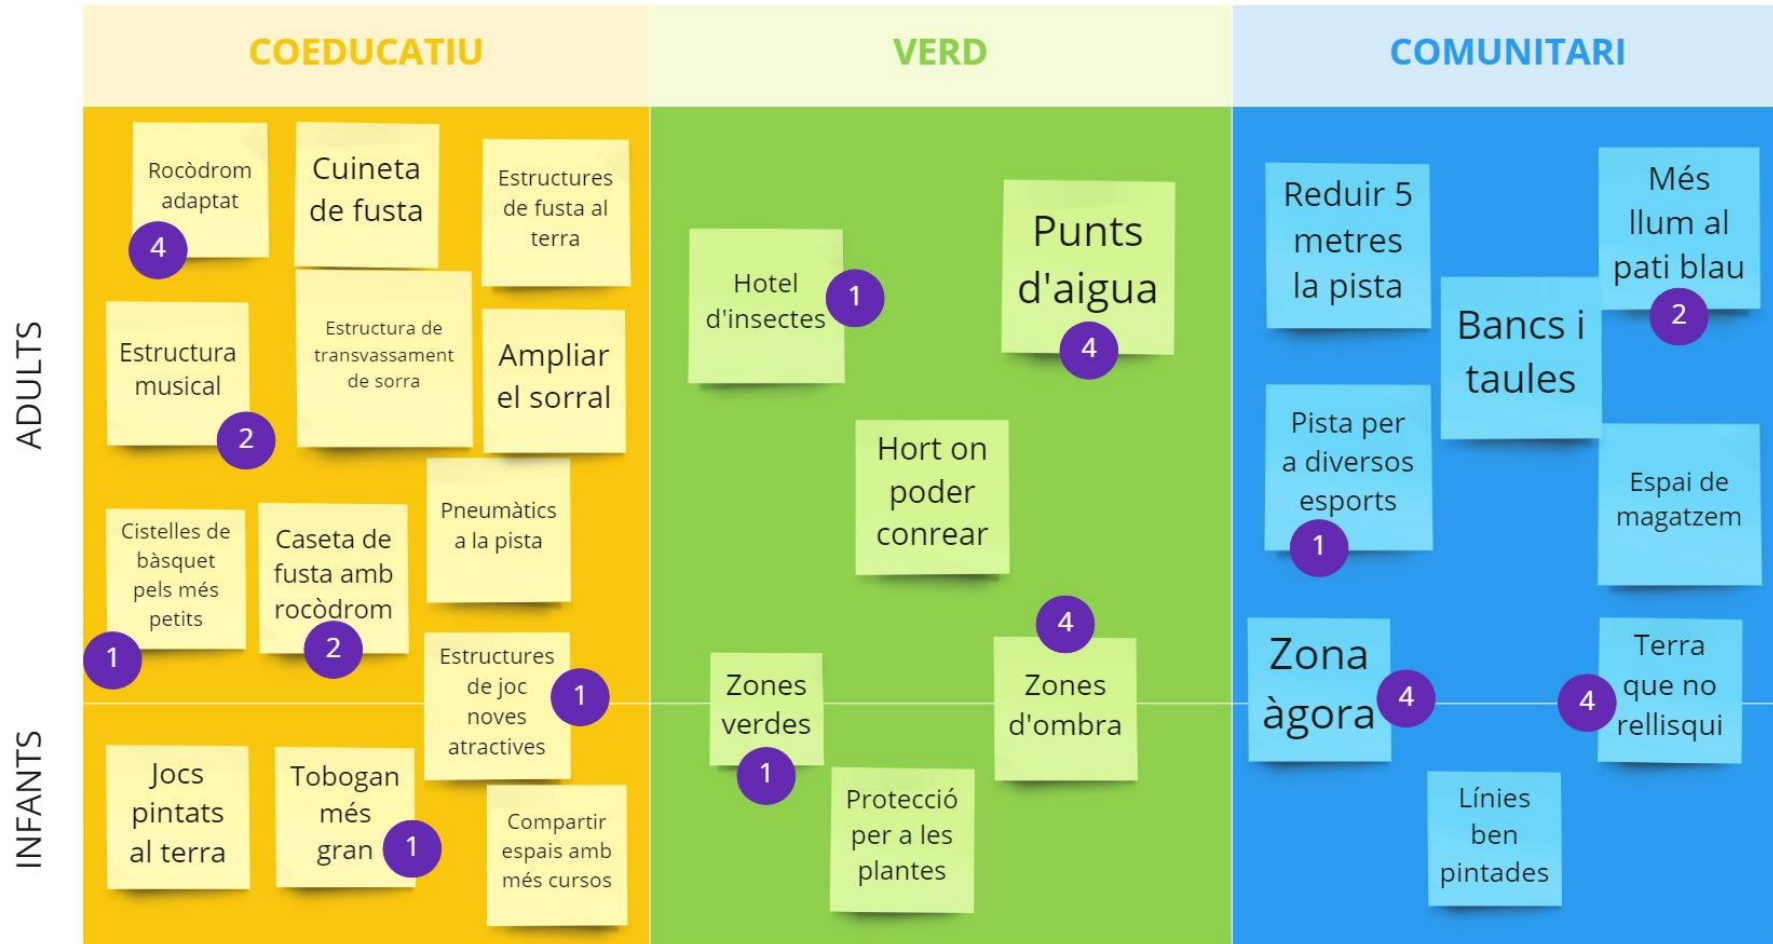 COEDUCATIU
VERD
COMUNITARI
ADULTS
Rocòdrom
adaptat
4
Cuineta
de fusta
Estructures
de fusta al
terra
Estructura
musical
2
Estructura de
transvassament
de sorra
Ampliar
el sorral
Cistelles de
bàsquet
pels més
petits
1
Caseta de
fusta amb
rocòdrom
2
Pneumàtics
a la pista
Estructures
de joc
noves
atractives
1
Hotel
d'insectes
1
Punts
d'aigua
4
Hort on
poder
conrear
Zones
verdes
1
4
Zones
d'ombra
Reduir 5
metres
la pista
Més
llum al
pati blau
2
Bancs i
taules
Pista per
a diversos
esports
1
Espai de
magatzem
Zona
àgora
4
Terra
que no
rellisqui
4
INFANTS
Jocs
pintats
al terra
Tobogan
més
gran
1
Compartir
espais amb
més cursos
Protecció
per a les
plantes
Línies
ben
pintades